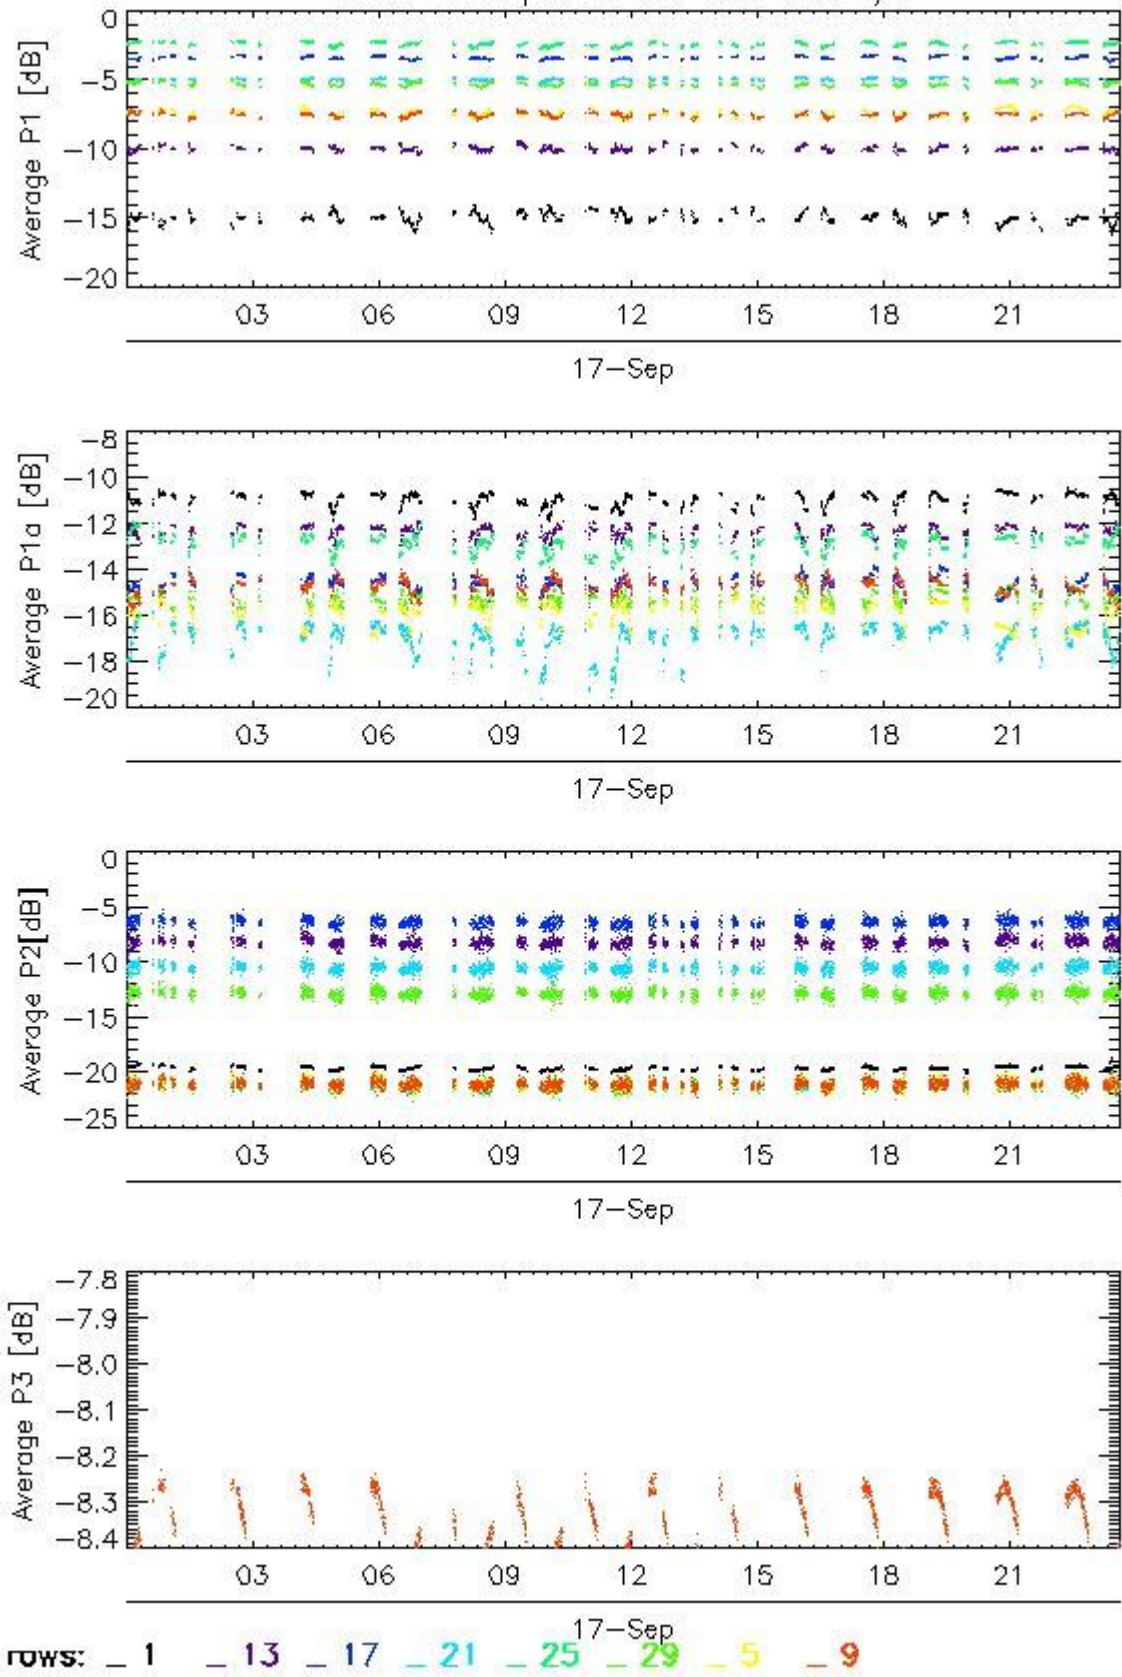 0
-5
-10
-15
-20
Average P1 [dB]
03 06 09 12 15 18 21
17-Sep
-8
-10
-12
-14
-16
-18
-20
Average P1a [dB]
03 06 09 12 15 18 21
17-Sep
0
-5
-10
-15
-20
-25
Average P2[dB]
03 06 09 12 15 18 21
17-Sep
-7.8
-7.9
-8.0
-8.1
-8.2
-8.3
-8.4
Average P3 [dB]
03 06 09 12 15 18 21
17-Sep
rows: _ 1 _ 13 _ 17 _ 21 _ 25 _ 29 _ 5 _ 9